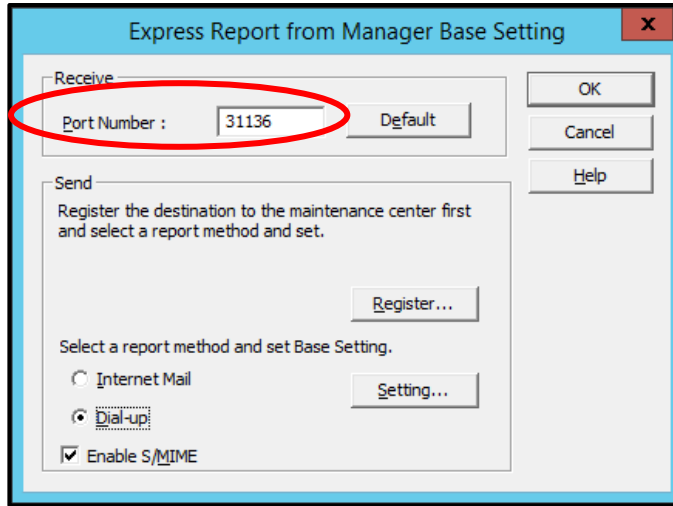 Express Report from Manager Base Setting
X
Receive
Port Number :
31136
Default
OK
Cancel
Help
Send
Register the destination to the maintenance center first
and select a report method and set.
Register...
Select a report method and set Base Setting.
Internet Mail
Setting...
Dial-up
Enable S/MIME